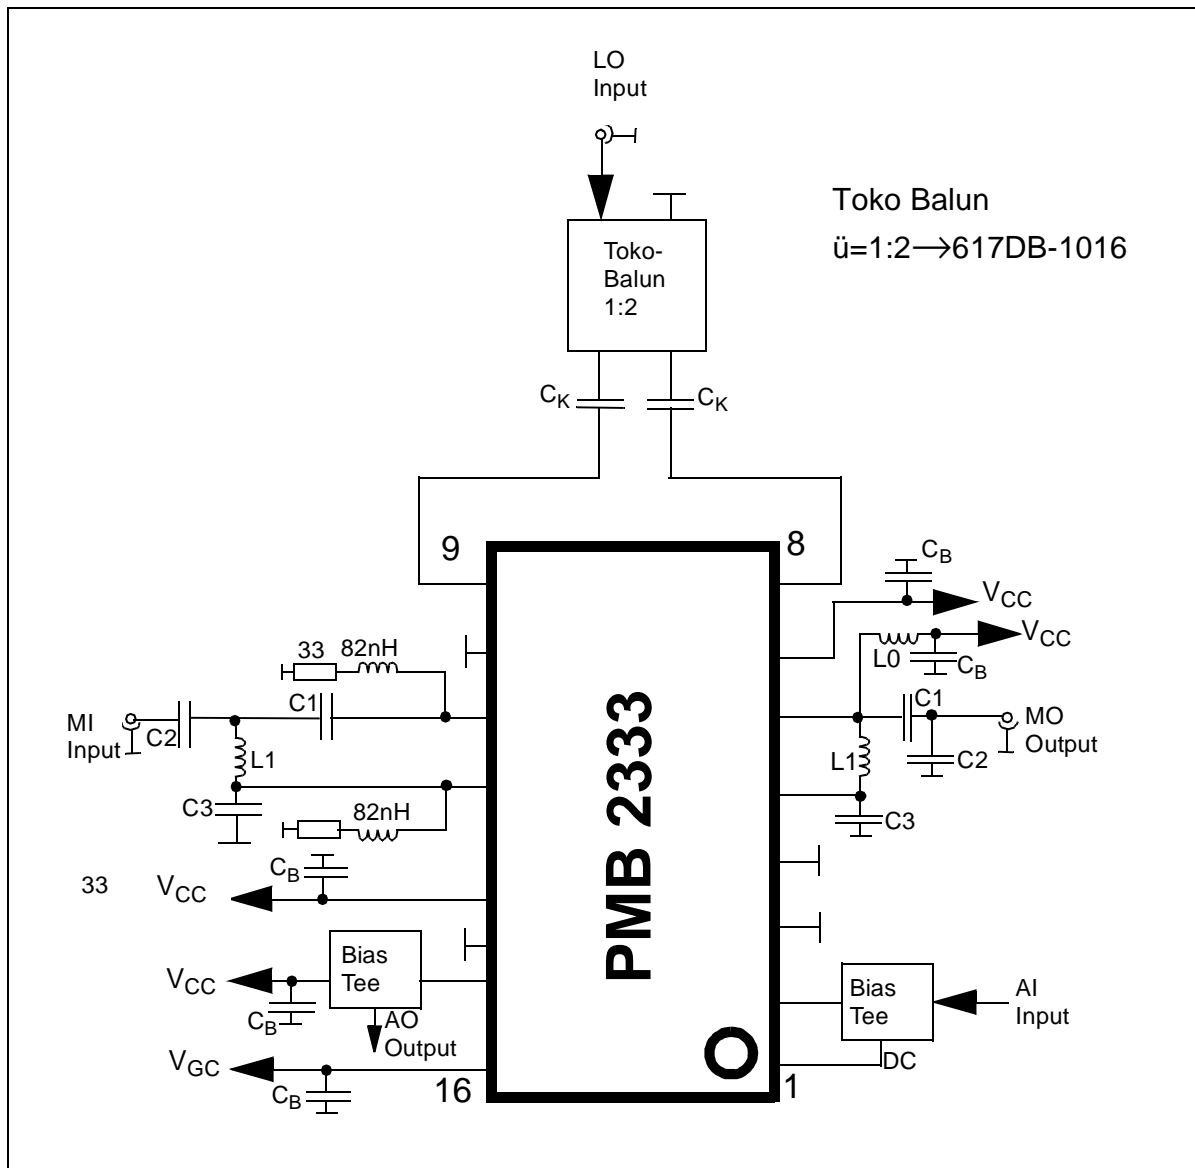 LO
Input
Toko Balun
ü=1:2→617DB-1016
Toko-
Balun
1:2
CK
CK
9
8
CB
VCC
VCC
L0
CB
33
82nH
C1
MI
Input
C2
L1
C3
82nH
C1
MO
Output
L1
C2
C3
PMB 2333
CB
33
VCC
Bias
Tee
VCC
CB
AO
Output
Bias
Tee
AI
Input
DC
VGC
CB
16
1